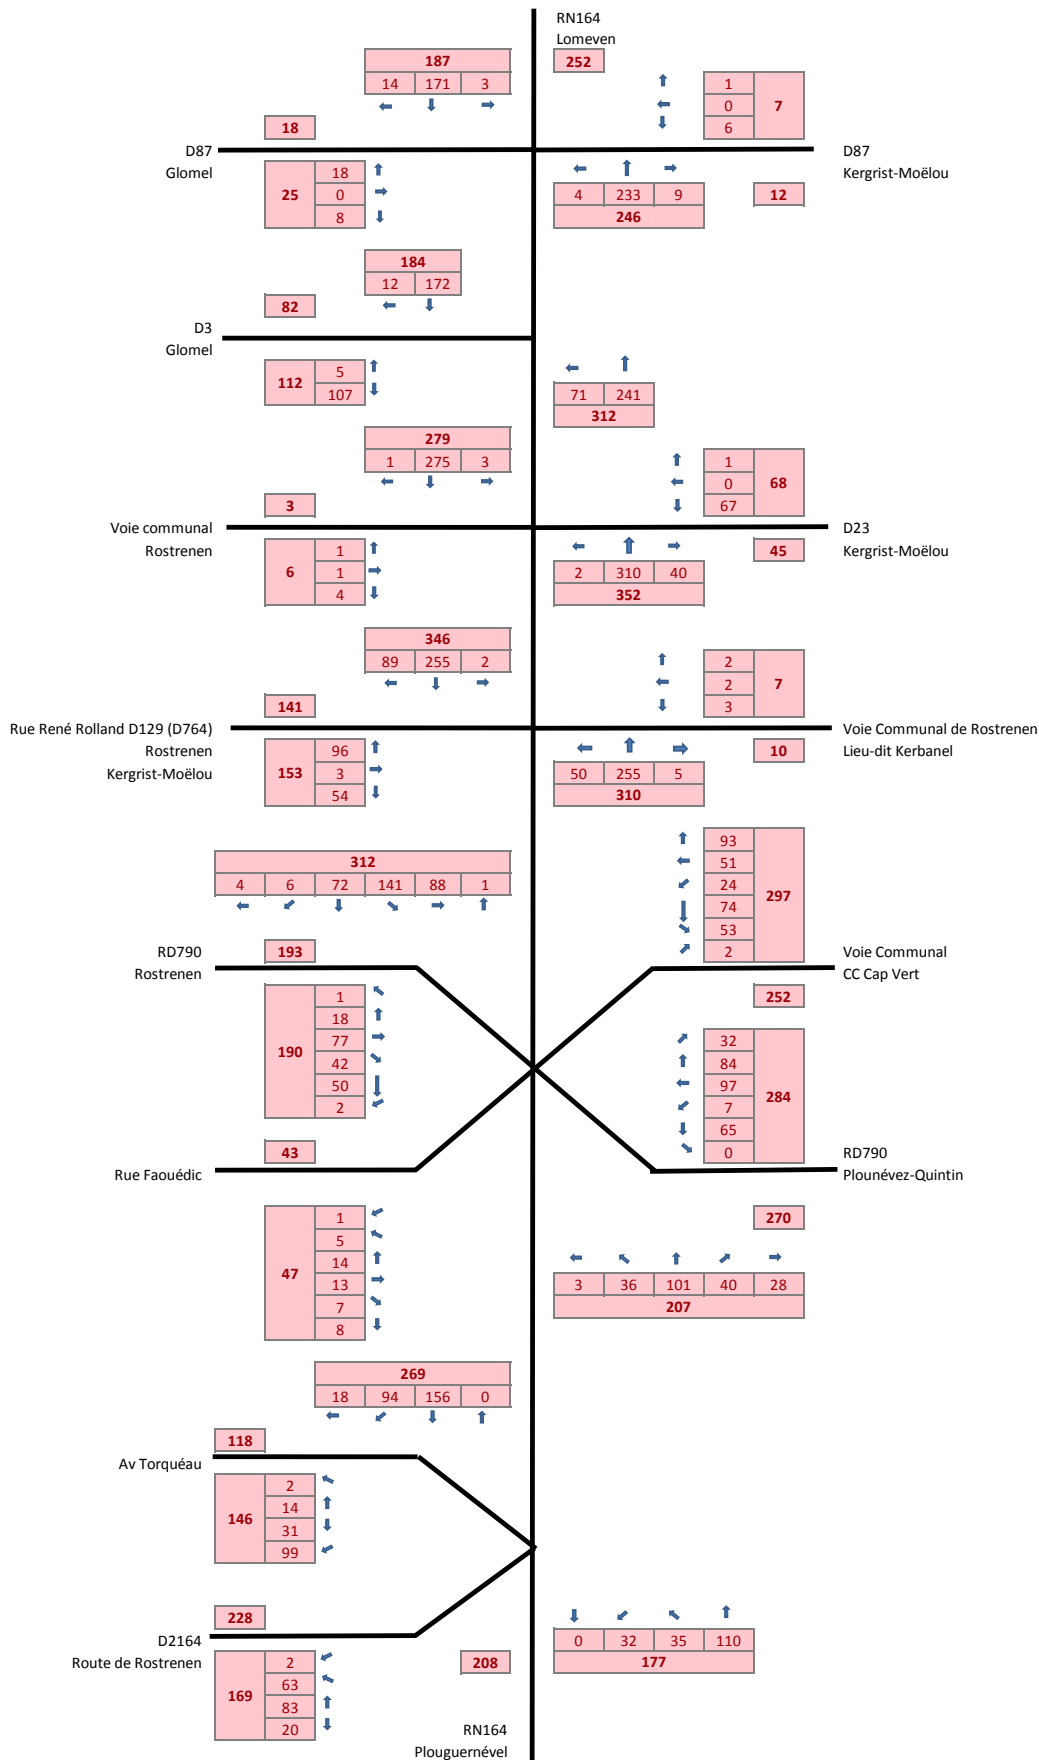 RN164
Lomeven
187
252
14 171 3
1
0
6
7
18
D87
Glomel
D87
Kergrist-Moëlou
25
18
0
8
4 233 9
246
12
184
12 172
82
D3
Glomel
112
5
107
71 241
312
279
1 275 3
1
0
67
68
3
Voie communal
Rostrenen
D23
Kergrist-Moëlou
6
1
1
4
2 310 40
352
45
346
89 255 2
2
2
3
7
141
Rue René Rolland D129 (D764)
Rostrenen
Kergrist-Moëlou
Voie Communal de Rostrenen
Lieu-dit Kerbanel
153
96
3
54
50 255 5
310
10
312
4 6 72 141 88 1
93
51
24
74
53
2
297
193
RD790
Rostrenen
Voie Communal
CC Cap Vert
252
190
1
18
77
42
50
2
32
84
97
7
65
0
284
43
Rue Faouédic
RD790
Plounévez-Quintin
270
47
1
5
14
13
7
8
3 36 101 40 28
207
269
18 94 156 0
118
Av Torquéau
146
2
14
31
99
228
D2164
Route de Rostrenen
208
0 32 35 110
177
169
2
63
83
20
RN164
Plouguernével